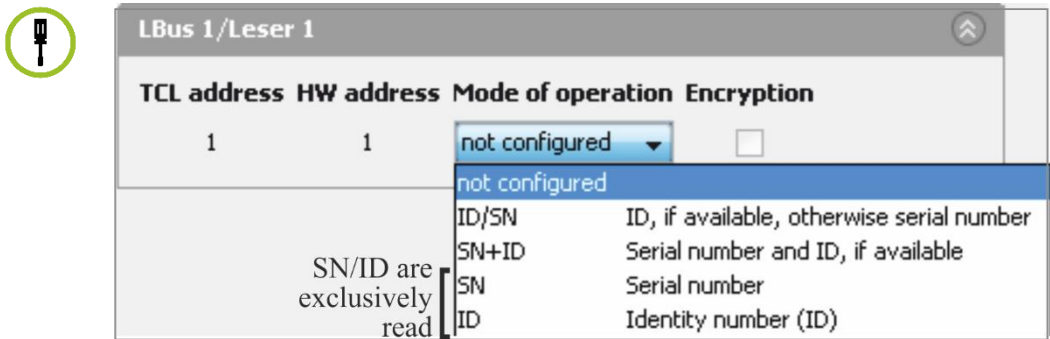 LBus 1/Leser 1
TCL address HW address Mode of operation Encryption
1 1 not configured
not configured
ID/SN ID, if available, otherwise serial number
SN+ID Serial number and ID, if available
SN/ID are
exclusively
read
SN Serial number
ID Identity number (ID)